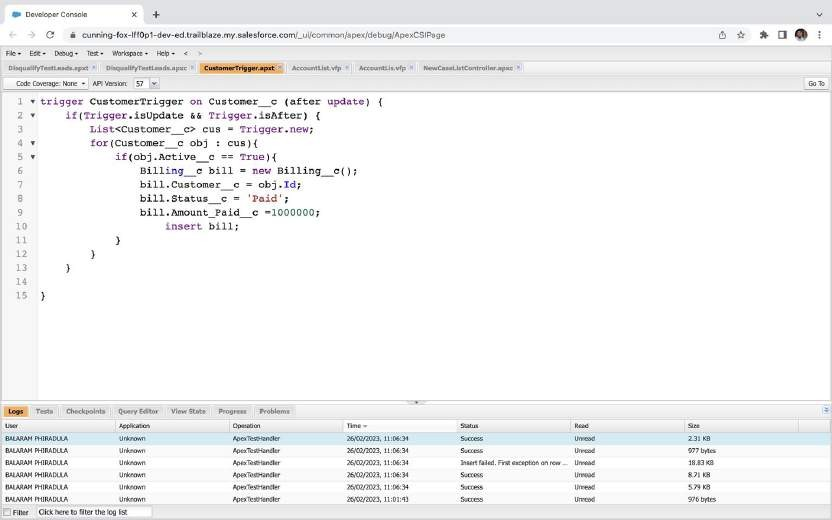 Developer Console
cunning-fox-lff0p1-dev-ed.trailblaze.my.salesforce.com/_ui/common/apex/debug/ApexCSIPage
File Edit Debug Test Workspace Help < >
DisqualifyTestLeads.apxt DisqualifyTestLeads.apxc CustomerTrigger.apxt AccountList.vfp AccountLis.vfp NewCaseListController.apxc
Code Coverage: None API Version: 57 Go To
1 trigger CustomerTrigger on Customer__c (after update) {
2 if(Trigger.isUpdate && Trigger.isAfter) {
3 List<Customer__c> cus = Trigger.new;
4 for(Customer__c obj : cus){
5 if(obj.Active__c == True){
6 Billing__c bill = new Billing__c();
7 bill.Customer__c = obj.Id;
8 bill.Status__c = 'Paid';
9 bill.Amount_Paid__c =1000000;
10 insert bill;
11 }
12 }
13 }
14
15 }
Logs Tests Checkpoints Query Editor View State Progress Problems
User Application Operation Time Status Read Size
BALARAM PHIRADULA Unknown ApexTestHandler 26/02/2023, 11:06:34 Success Unread 2.31 KB
BALARAM PHIRADULA Unknown ApexTestHandler 26/02/2023, 11:06:34 Success Unread 977 bytes
BALARAM PHIRADULA Unknown ApexTestHandler 26/02/2023, 11:06:34 Insert failed. First exception on row ... Unread 18.83 KB
BALARAM PHIRADULA Unknown ApexTestHandler 26/02/2023, 11:06:34 Success Unread 8.71 KB
BALARAM PHIRADULA Unknown ApexTestHandler 26/02/2023, 11:06:34 Success Unread 5.79 KB
BALARAM PHIRADULA Unknown ApexTestHandler 26/02/2023, 11:01:43 Success Unread 976 bytes
Filter Click here to filter the log list